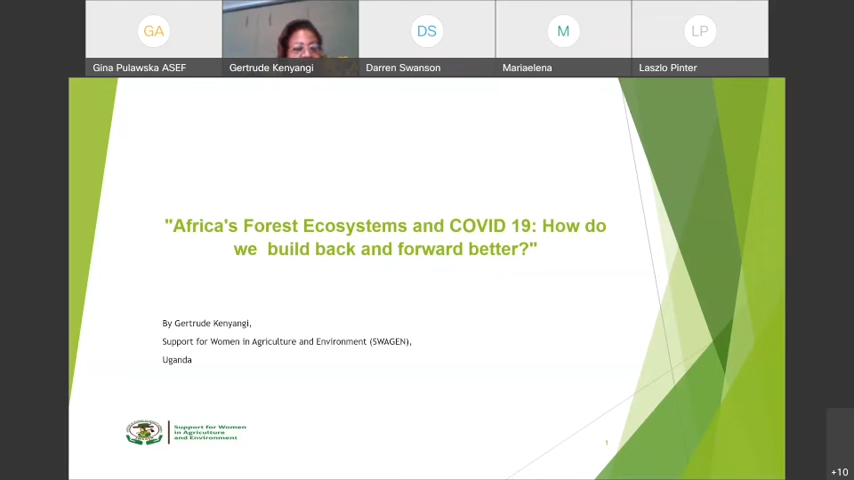 GA
DS
M
LP
Gina Pulawska ASEF
Gertrude Kenyangi
Darren Swanson
Mariaelena
Laszlo Pinter
"Africa's Forest Ecosystems and COVID 19: How do
we build back and forward better?"
By Gertrude Kenyangi,
Support for Women in Agriculture and Environment (SWAGEN),
Uganda
Support for Women
in Agriculture
and Environment
1
+10